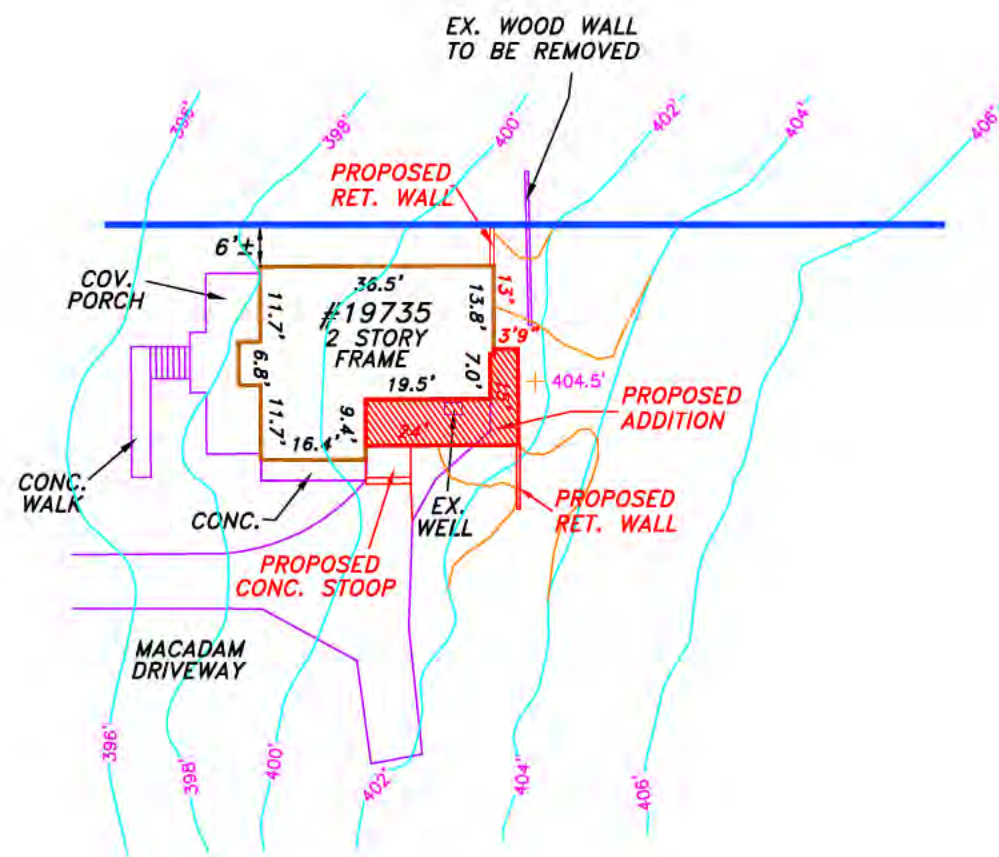 EX. WOOD WALL
TO BE REMOVED
396'
398'
400'
402'
404'
406'
PROPOSED
RET. WALL
6'±
COV.
PORCH
36.5'
#19735
2 STORY
FRAME
11.7'
6.8'
11.7'
13.8'
13"
3'9"
7.0'
15'
19.5'
404.5'
PROPOSED
ADDITION
9.4'
24'
16.4'
CONC.
WALK
CONC.
EX.
WELL
PROPOSED
RET. WALL
PROPOSED
CONC. STOOP
MACADAM
DRIVEWAY
396'
398'
400'
402'
404'
406'